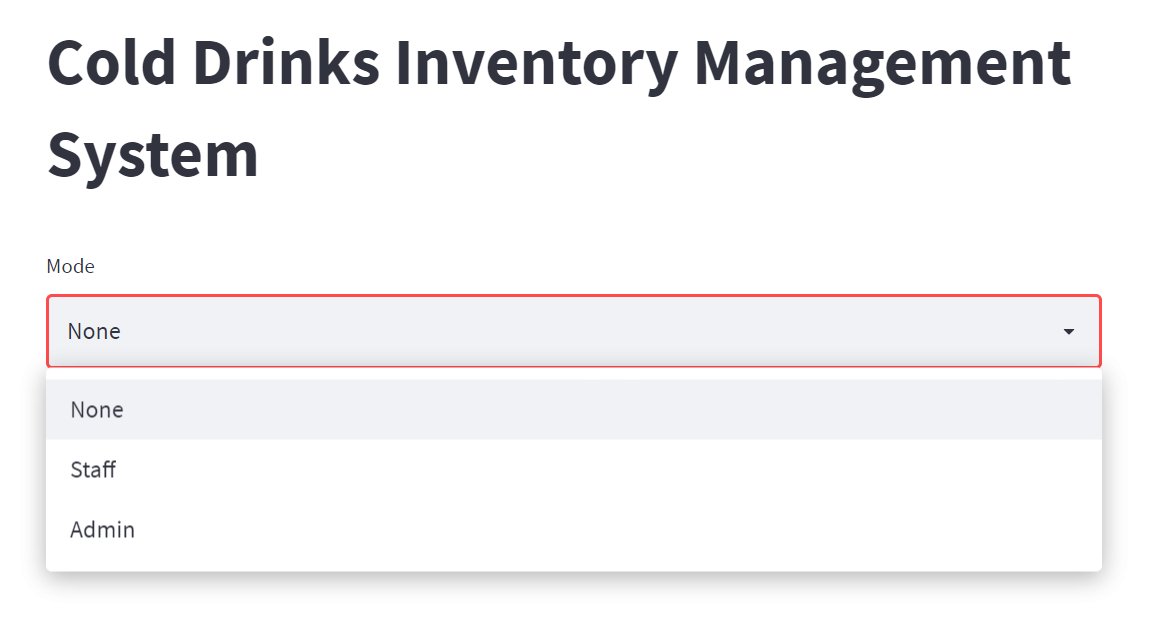 Cold Drinks Inventory Management
System
Mode
None
None
Staff
Admin